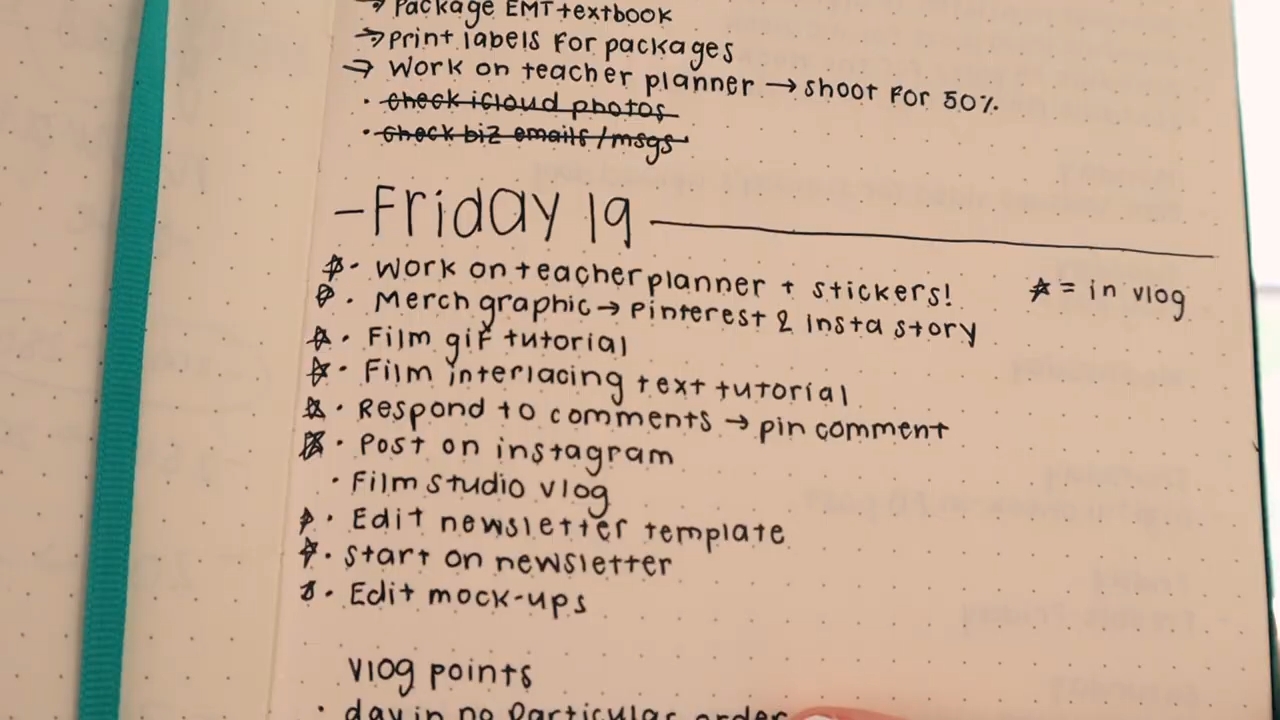 → Package EMT textbook
→ Print labels for packages
→ Work on teacher planner → shoot for 50%
· check icloud photos
· check biz emails / msgs
- Friday 19
☆ · Work on teacher planner + stickers!
☆ = in vlog
☆ · Merch graphic → Pinterest & Insta story
☆ · Film gif tutorial
☆ · Film interlacing text tutorial
☆ · Respond to comments → pin comment
☆ · Post on instagram
· Film studio vlog
☆ · Edit newsletter template
☆ · Start on newsletter
☆ · Edit mock-ups
Vlog points
· day in no particular order